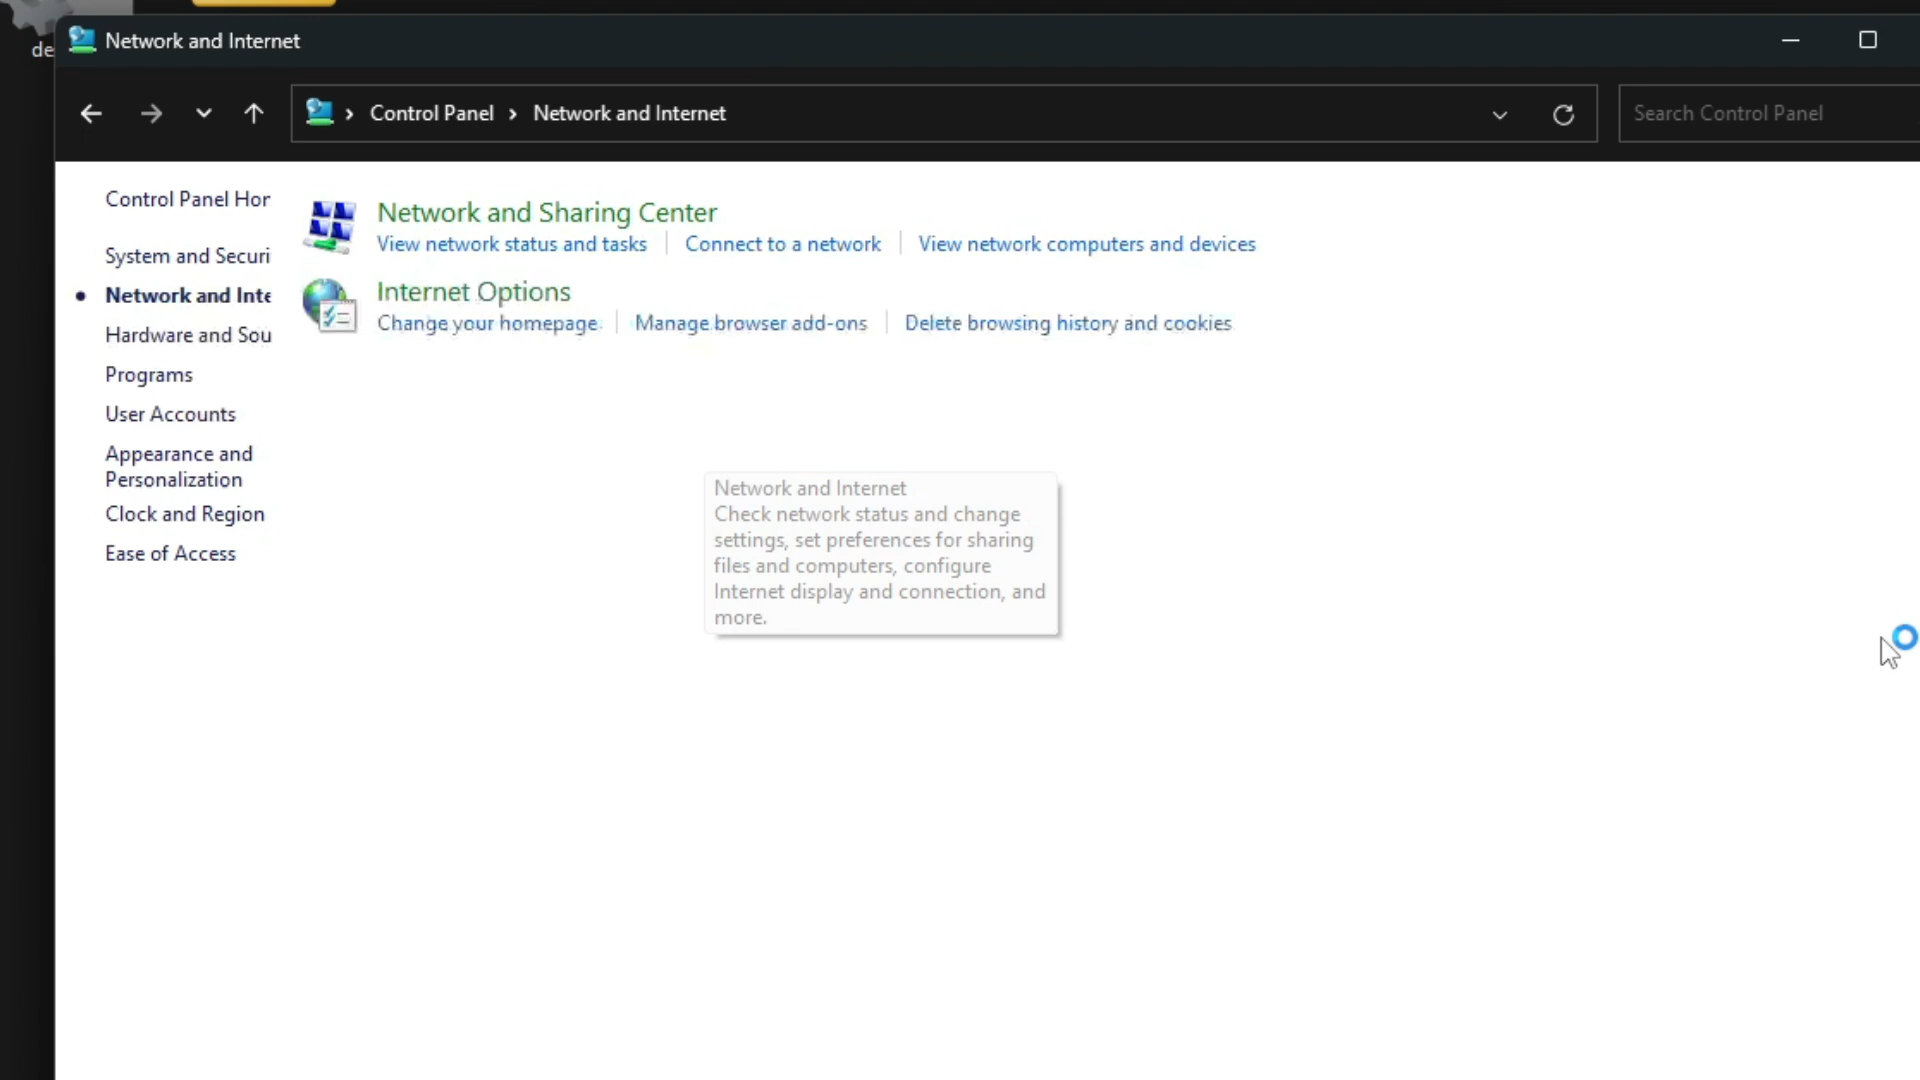 de
Network and Internet
Control Panel Network and Internet
Search Control Panel
Control Panel Hor
System and Securi
Network and Inte
Hardware and Sou
Programs
User Accounts
Appearance and
Personalization
Clock and Region
Ease of Access
Network and Sharing Center
View network status and tasks Connect to a network View network computers and devices
Internet Options
Change your homepage Manage browser add-ons Delete browsing history and cookies
Network and Internet
Check network status and change
settings, set preferences for sharing
files and computers, configure
Internet display and connection, and
more.